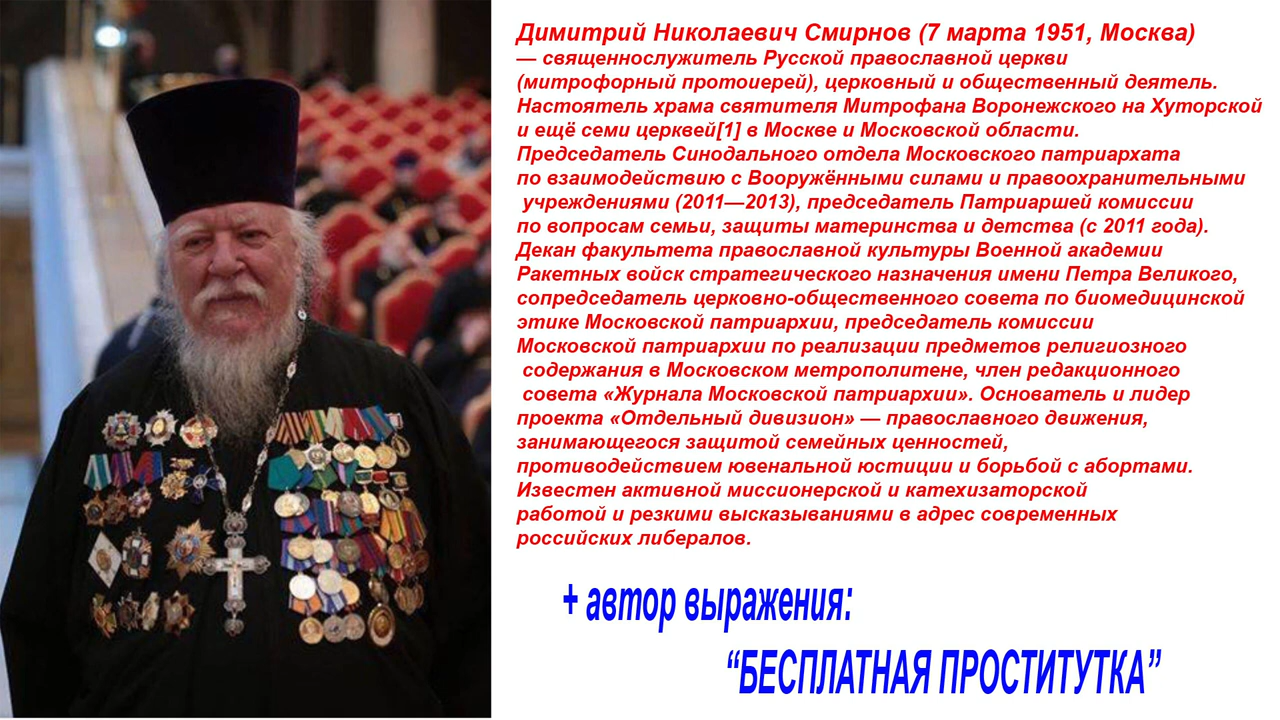 Димитрий Николаевич Смирнов (7 марта 1951, Москва)
— священнослужитель Русской православной церкви
(митрофорный протоиерей), церковный и общественный деятель.
Настоятель храма святителя Митрофана Воронежского на Хуторской
и ещё семи церквей[1] в Москве и Московской области.
Председатель Синодального отдела Московского патриархата
по взаимодействию с Вооружёнными силами и правоохранительными
учреждениями (2011—2013), председатель Патриаршей комиссии
по вопросам семьи, защиты материнства и детства (с 2011 года).
Декан факультета православной культуры Военной академии
Ракетных войск стратегического назначения имени Петра Великого,
сопредседатель церковно-общественного совета по биомедицинской
этике Московской патриархии, председатель комиссии
Московской патриархии по реализации предметов религиозного
содержания в Московском метрополитене, член редакционного
совета «Журнала Московской патриархии». Основатель и лидер
проекта «Отдельный дивизион» — православного движения,
занимающегося защитой семейных ценностей,
противодействием ювенальной юстиции и борьбой с абортами.
Известен активной миссионерской и катехизаторской
работой и резкими высказываниями в адрес современных
российских либералов.
+ автор выражения:
“БЕСПЛАТНАЯ ПРОСТИТУТКА”